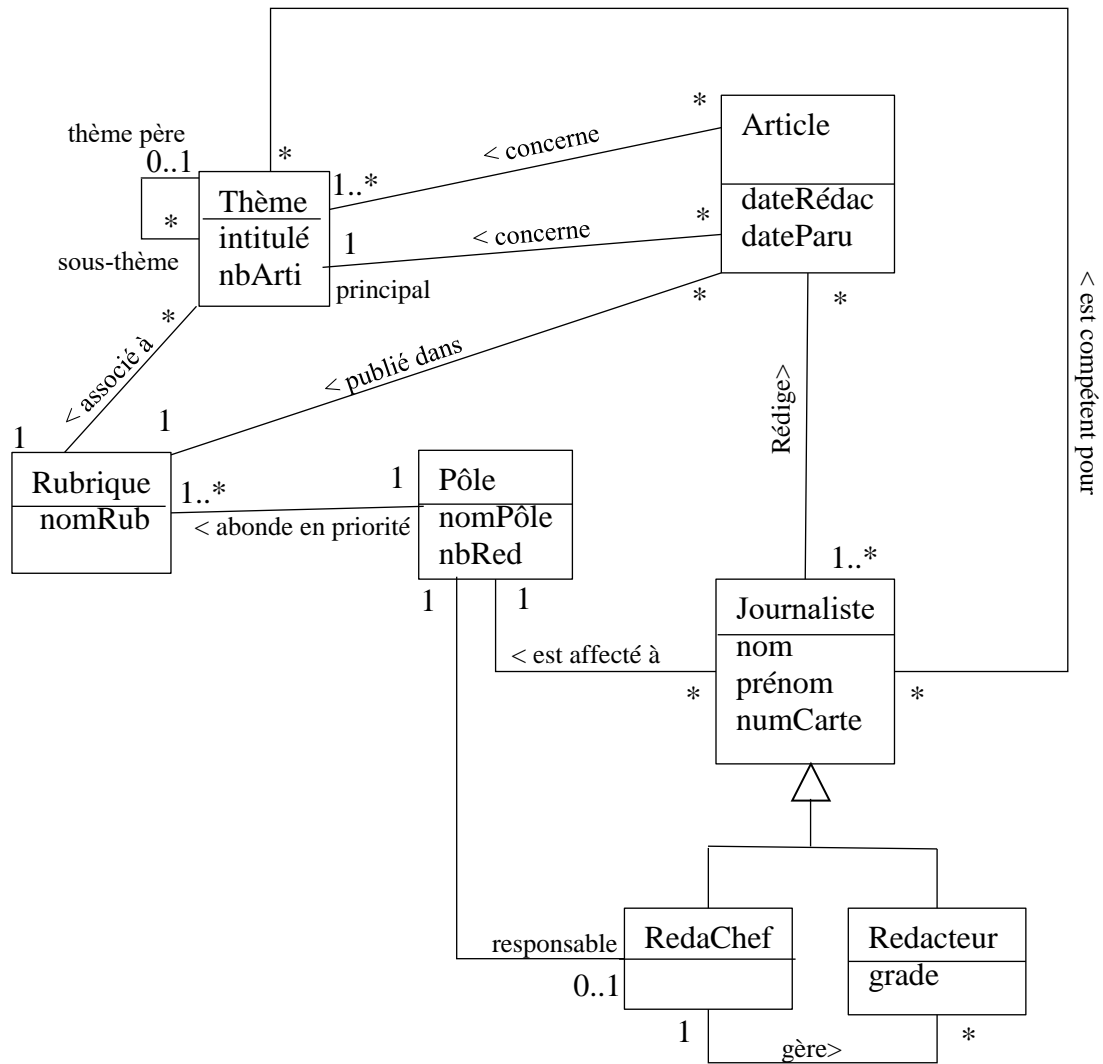 *
Article
thème père
< concerne
0..1
*
1..*
Thème
dateRédac
*
intitulé
*
1
< concerne
dateParu
sous-thème
nbArti
principal
*
*
*
< est compétent pour
< associé à
< publié dans
Rédige>
1
1
Rubrique
1..*
1
Pôle
nomRub
< abonde en priorité
nomPôle
nbRed
1..*
1
1
Journaliste
nom
< est affecté à
prénom
*
*
numCarte
responsable
RedaChef
Redacteur
0..1
grade
1
gère>
*